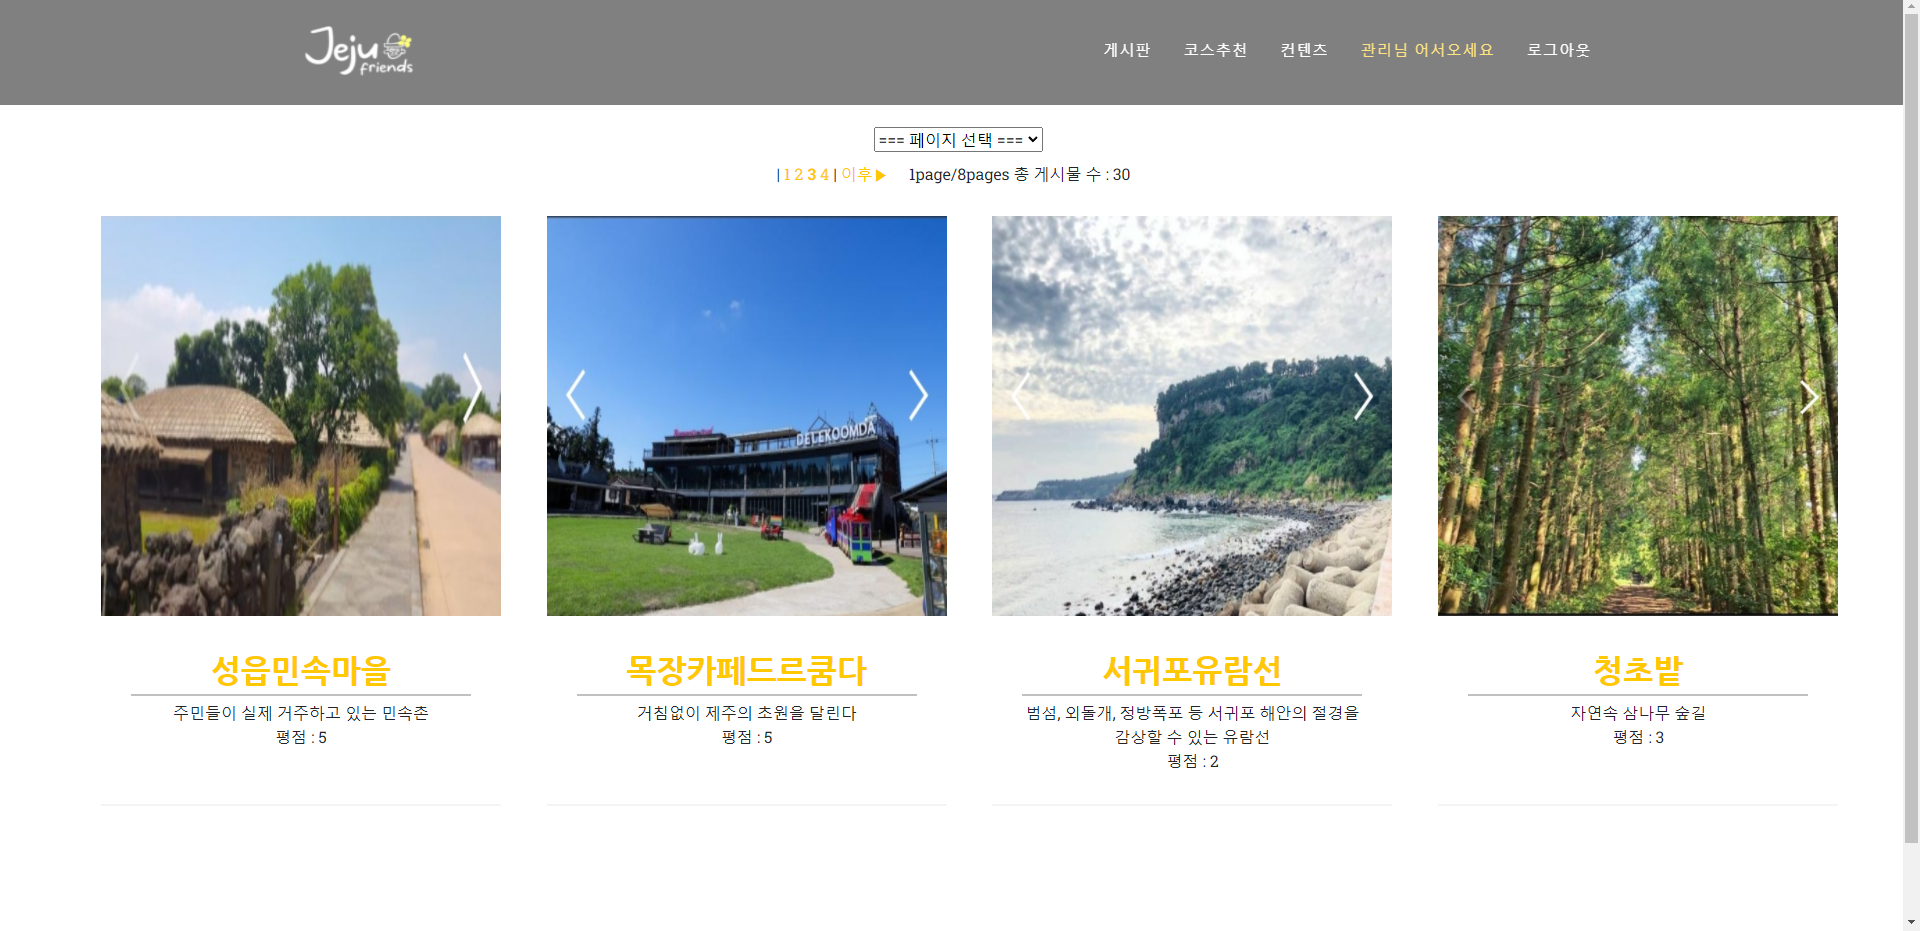 Jeju
friends
게시판 코스추천 컨텐츠 관리님 어서오세요 로그아웃
=== 페이지 선택 ===
| 1 2 3 4 | 이후▶ 1page/8pages 총 게시물 수 : 30
DELEKOOMDA
성읍민속마을
주민들이 실제 거주하고 있는 민속촌
평점 : 5
목장카페드르쿰다
거침없이 제주의 초원을 달린다
평점 : 5
서귀포유람선
범섬, 외돌개, 정방폭포 등 서귀포 해안의 절경을
감상할 수 있는 유람선
평점 : 2
청초밭
자연속 삼나무 숲길
평점 : 3